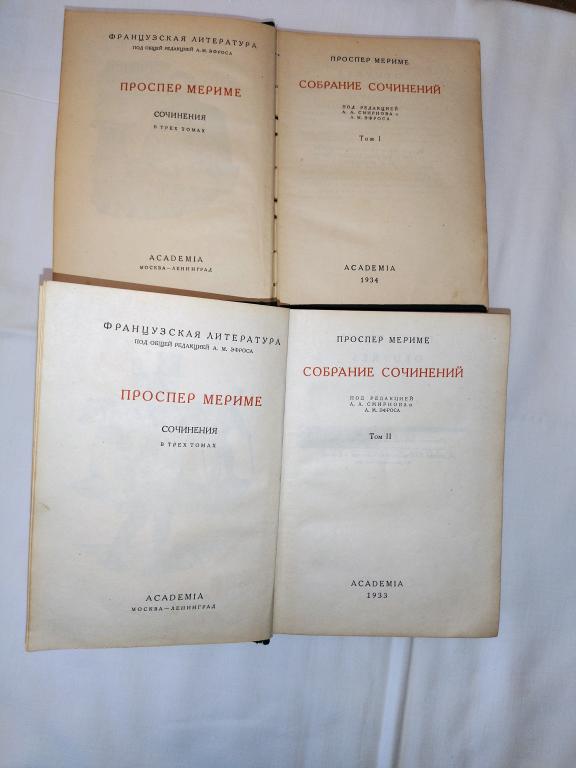 ФРАНЦУЗСКАЯ ЛИТЕРАТУРА
ПОД ОБЩЕЙ РЕДАКЦИЕЙ А. М. ЭФРОСА
ПРОСПЕР МЕРИМЕ
СОЧИНЕНИЯ
В ТРЕХ ТОМАХ
ACADEMIA
МОСКВА—ЛЕНИНГРАД
ПРОСПЕР МЕРИМЕ
СОБРАНИЕ СОЧИНЕНИЙ
ПОД РЕДАКЦИЕЙ
А. А. СМИРНОВА и
А. М. ЭФРОСА
Том I
ACADEMIA
1934
ФРАНЦУЗСКАЯ ЛИТЕРАТУРА
ПОД ОБЩЕЙ РЕДАКЦИЕЙ А. М. ЭФРОСА
ПРОСПЕР МЕРИМЕ
СОЧИНЕНИЯ
В ТРЕХ ТОМАХ
ACADEMIA
МОСКВА—ЛЕНИНГРАД
ПРОСПЕР МЕРИМЕ
СОБРАНИЕ СОЧИНЕНИЙ
ПОД РЕДАКЦИЕЙ
А. А. СМИРНОВА и
А. М. ЭФРОСА
Том II
ACADEMIA
1933